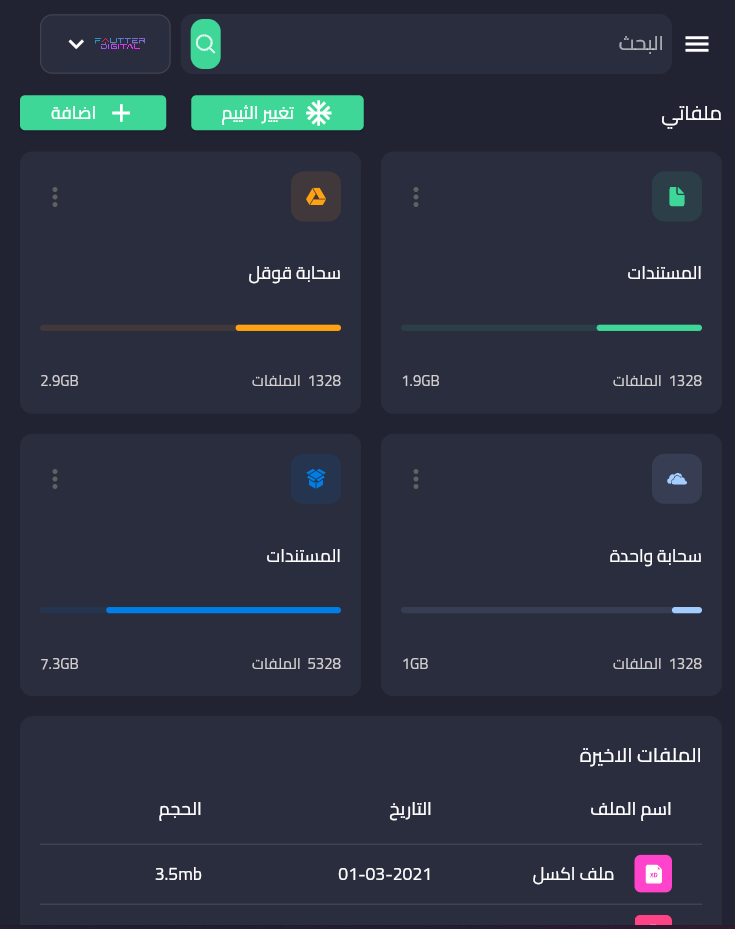 البحث
FLUTTER
DIGITAL
ملفاتي
تغيير الثييم
اضافة
المستندات
1328 الملفات
1.9GB
سحابة قوقل
1328 الملفات
2.9GB
سحابة واحدة
1328 الملفات
1GB
المستندات
5328 الملفات
7.3GB
الملفات الاخيرة
اسم الملف التاريخ الحجم
XD ملف اكسل 01-03-2021 3.5mb